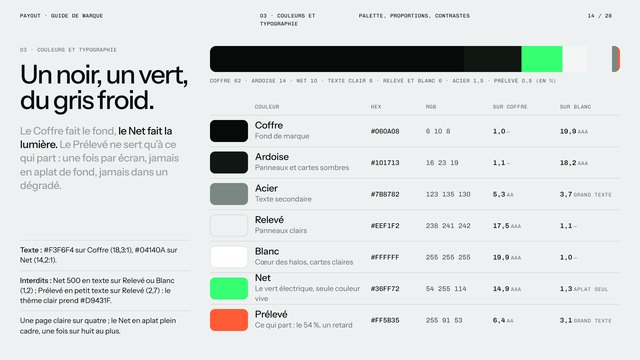 PAYOUT · GUIDE DE MARQUE
03 · COULEURS ET
TYPOGRAPHIE
PALETTE, PROPORTIONS, CONTRASTES
14 / 28
03 · COULEURS ET TYPOGRAPHIE
Un noir, un vert,
du gris froid.
Le Coffre fait le fond, le Net fait la
lumière. Le Prélevé ne sert qu'à ce
qui part : une fois par écran, jamais
en aplat de fond, jamais dans un
dégradé.
Texte : #F3F6F4 sur Coffre (18,3:1), #04140A sur
Net (14,2:1).
Interdits : Net 500 en texte sur Relevé ou Blanc
(1,2) ; Prélevé en petit texte sur Relevé (2,7) : le
thème clair prend #D9431F.
Une page claire sur quatre ; le Net en aplat plein
cadre, une fois sur huit au plus.
COFFRE 62 · ARDOISE 14 · NET 10 · TEXTE CLAIR 6 · RELEVÉ ET BLANC 6 · ACIER 1,5 · PRÉLEVÉ 0,5 (EN %)
COULEUR HEX RGB SUR COFFRE SUR BLANC
Coffre
Fond de marque
#060A08 6 10 8 1,0 — 19,9 AAA
Ardoise
Panneaux et cartes sombres
#101713 16 23 19 1,1 — 18,2 AAA
Acier
Texte secondaire
#7B8782 123 135 130 5,3 AA 3,7 GRAND TEXTE
Relevé
Panneaux clairs
#EEF1F2 238 241 242 17,5 AAA 1,1 —
Blanc
Cœur des halos, cartes claires
#FFFFFF 255 255 255 19,9 AAA 1,0 —
Net
Le vert électrique, seule couleur
vive
#36FF72 54 255 114 14,9 AAA 1,3 APLAT SEUL
Prélevé
Ce qui part : le 54 %, un retard
#FF5B35 255 91 53 6,4 AA 3,1 GRAND TEXTE